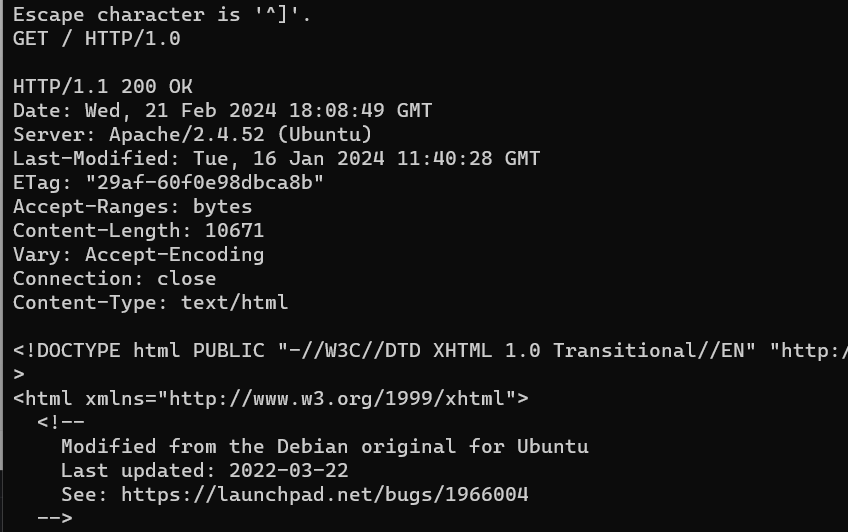 Escape character is '^]'.
GET / HTTP/1.0
HTTP/1.1 200 OK
Date: Wed, 21 Feb 2024 18:08:49 GMT
Server: Apache/2.4.52 (Ubuntu)
Last-Modified: Tue, 16 Jan 2024 11:40:28 GMT
ETag: "29af-60f0e98dbca8b"
Accept-Ranges: bytes
Content-Length: 10671
Vary: Accept-Encoding
Connection: close
Content-Type: text/html
<!DOCTYPE html PUBLIC "-//W3C//DTD XHTML 1.0 Transitional//EN" "http:/
>
<html xmlns="http://www.w3.org/1999/xhtml">
<!--
Modified from the Debian original for Ubuntu
Last updated: 2022-03-22
See: https://launchpad.net/bugs/1966004
-->